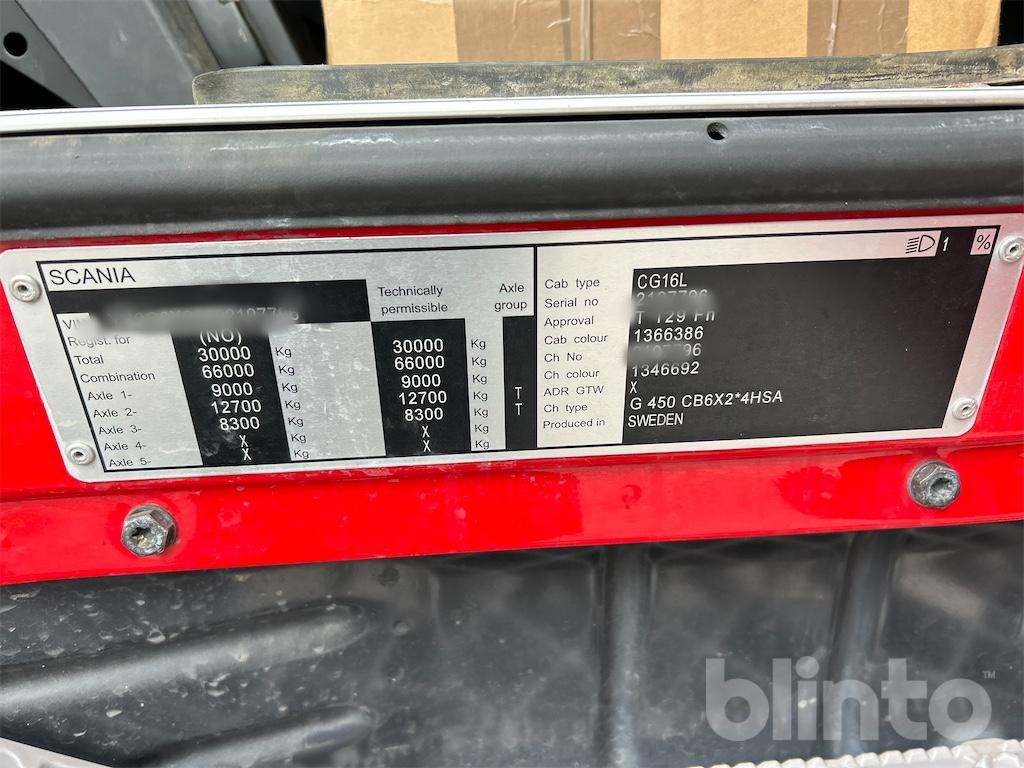 SCANIA
Technically permissible
Axle group
Regist. for (NO)
Total 30000 Kg 30000 Kg
Combination 66000 Kg 66000 Kg
Axle 1- 9000 Kg 9000 Kg
Axle 2- 12700 Kg 12700 Kg T
Axle 3- 8300 Kg 8300 Kg T
Axle 4- X Kg X Kg
Axle 5- X X
1 %
Cab type CG16L
Serial no
Approval T 129 Fh
Cab colour 1366386
Ch No
Ch colour 1346692
ADR GTW X
Ch type G 450 CB6X2*4HSA
Produced in SWEDEN
blinto™